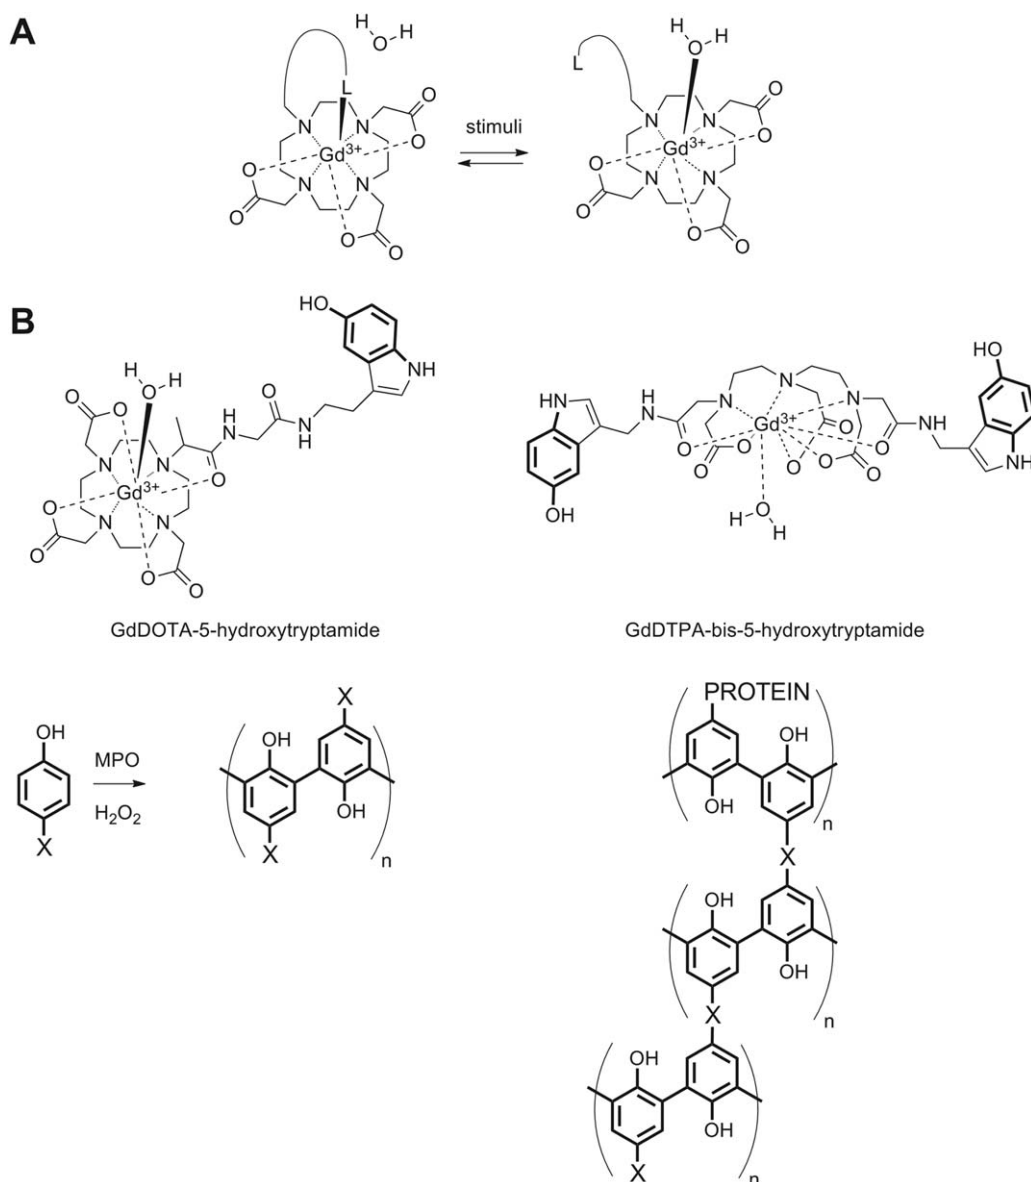 A
H
H
O
L
O
N
N
O
Gd³⁺
O
N
N
O
O
O
stimuli
H
H
O
L
O
N
N
O
Gd³⁺
O
N
N
O
O
O
B
HO
NH
H
H
O
O
O
O
H
N
N
H
N
N
O
Gd³⁺
O
N
N
O
O
O
GdDOTA-5-hydroxytryptamide
HO
HN
H
N
O
OH
N
N
N
Gd³⁺
O
O
O
O
O
O
O
H
N
NH
O
H
H
GdDTPA-bis-5-hydroxytryptamide
OH
X
MPO
H₂O₂
X
OH
OH
X
n
PROTEIN
OH
OH
n
X
OH
OH
n
X
OH
OH
X
n